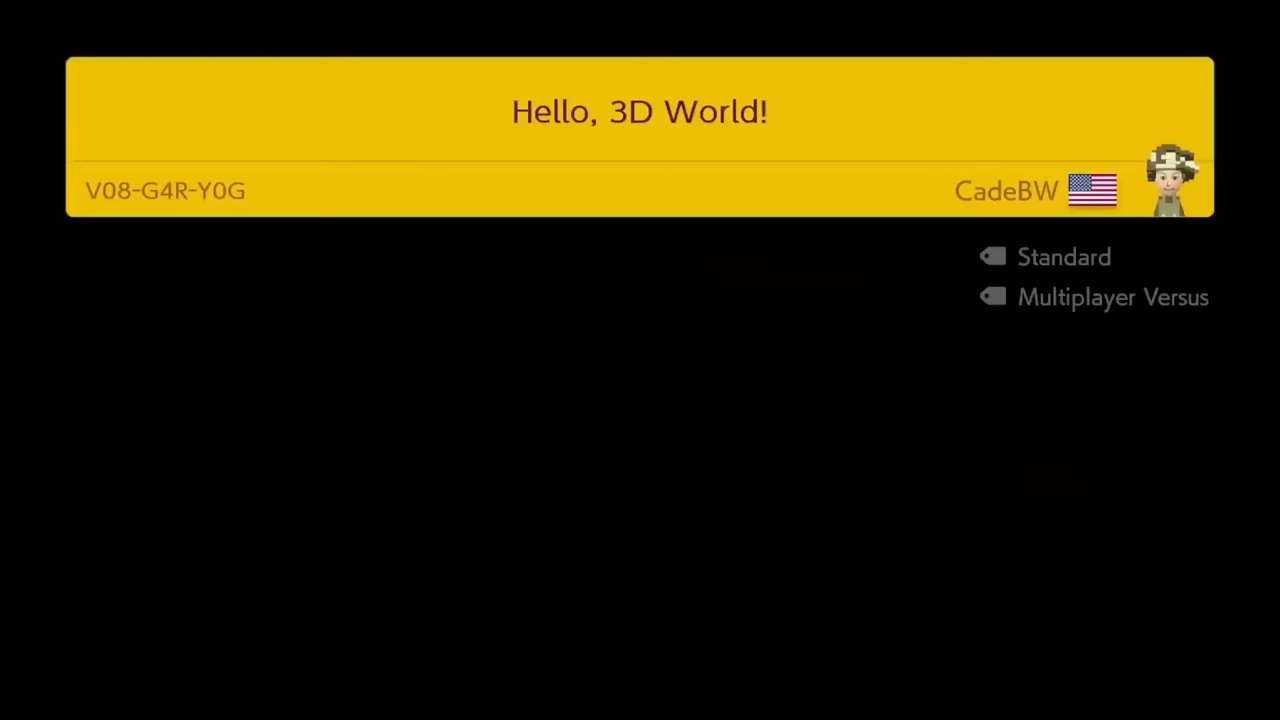 Hello, 3D World!
V08-G4R-Y0G
CadeBW
Standard
Multiplayer Versus